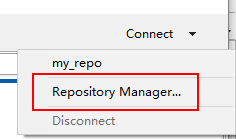 Connect
my_repo
Repository Manager...
Disconnect